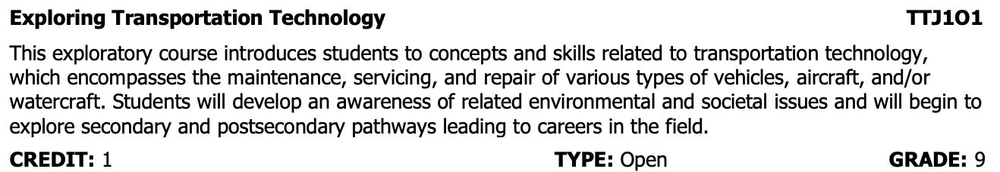 Exploring Transportation Technology TTJ1O1
This exploratory course introduces students to concepts and skills related to transportation technology,
which encompasses the maintenance, servicing, and repair of various types of vehicles, aircraft, and/or
watercraft. Students will develop an awareness of related environmental and societal issues and will begin to
explore secondary and postsecondary pathways leading to careers in the field.
CREDIT: 1 TYPE: Open GRADE: 9